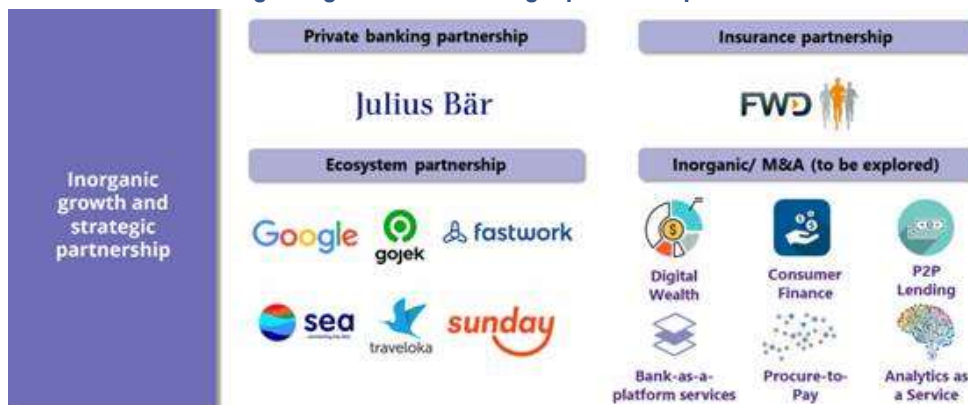 Private banking partnership
Insurance partnership
Julius Bär
FWD
Ecosystem partnership
Inorganic/ M&A (to be explored)
Inorganic
growth and
strategic
partnership
Google
gojek
fastwork
Digital
Wealth
Consumer
Finance
P2P
Lending
sea
traveloka
sunday
Bank-as-a-
platform services
Procure-to-
Pay
Analytics as
a Service